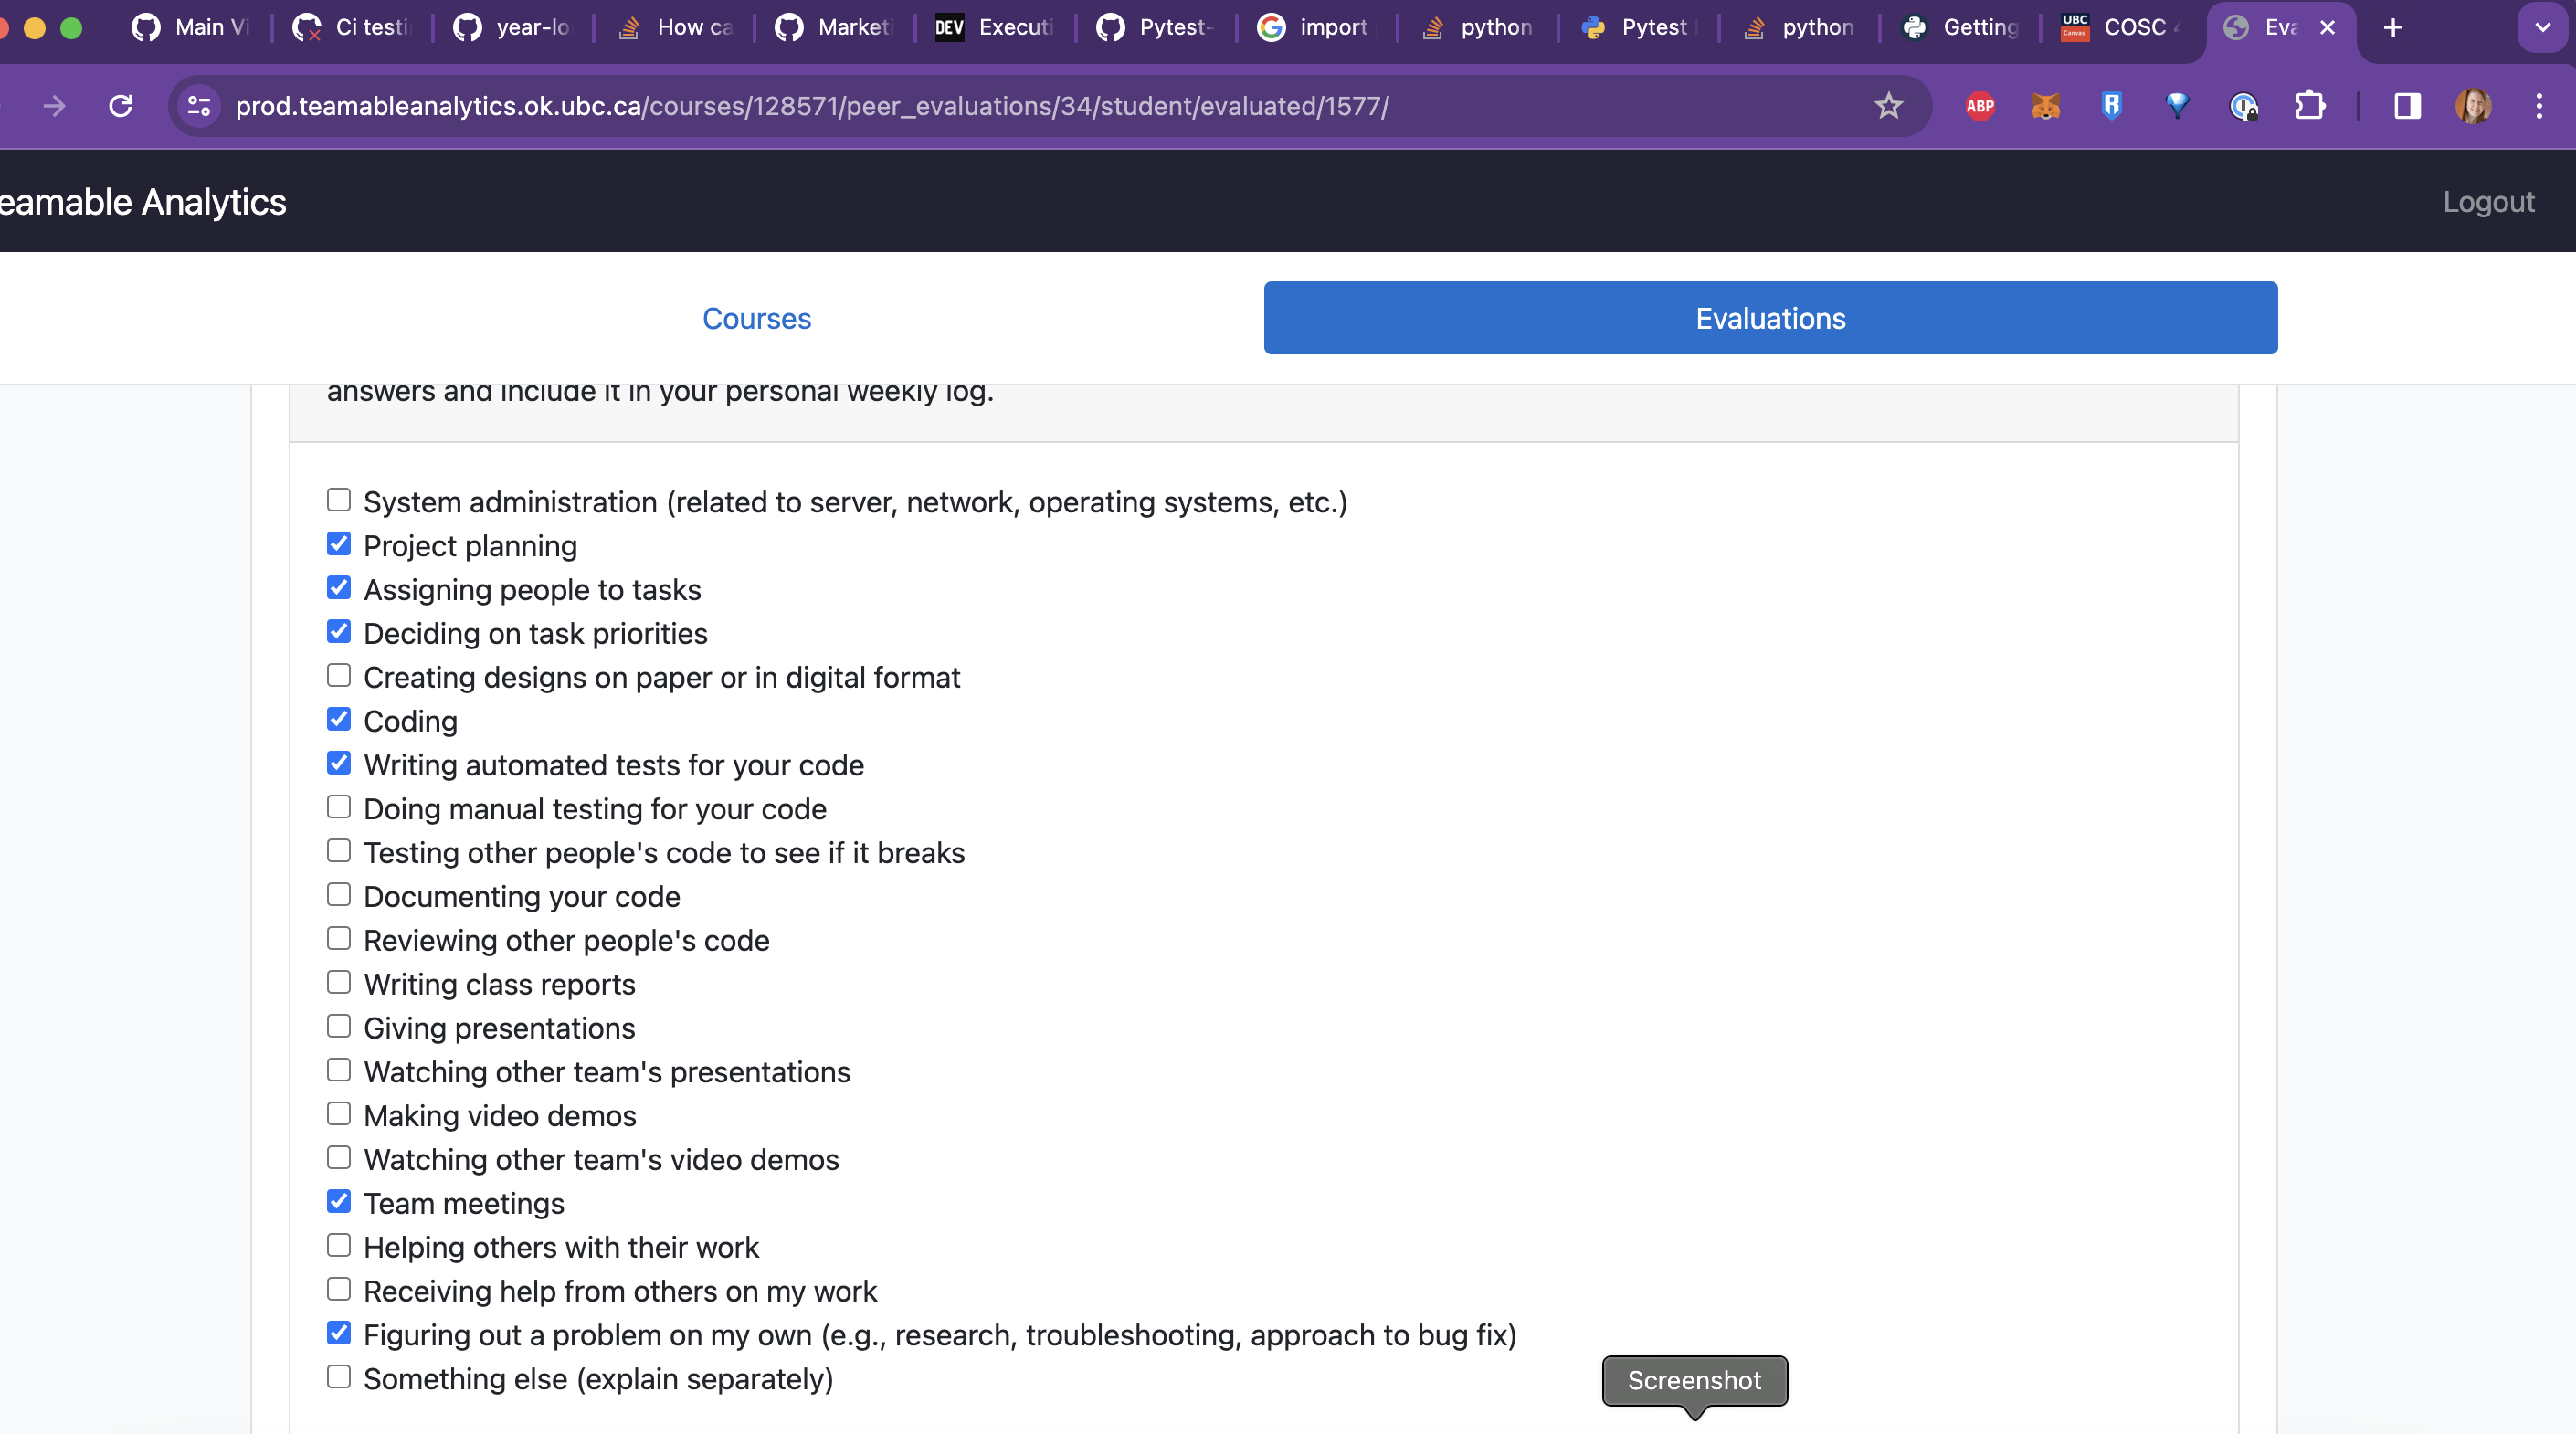 Main Vi Ci testi year-lo How ca Marketi DEV Executi Pytest- import python Pytest python Getting UBC Canvas COSC 4 Eva
prod.teamableanalytics.ok.ubc.ca/courses/128571/peer_evaluations/34/student/evaluated/1577/ ABP
eamable Analytics Logout
Courses Evaluations
answers and include it in your personal weekly log.
System administration (related to server, network, operating systems, etc.)
Project planning
Assigning people to tasks
Deciding on task priorities
Creating designs on paper or in digital format
Coding
Writing automated tests for your code
Doing manual testing for your code
Testing other people's code to see if it breaks
Documenting your code
Reviewing other people's code
Writing class reports
Giving presentations
Watching other team's presentations
Making video demos
Watching other team's video demos
Team meetings
Helping others with their work
Receiving help from others on my work
Figuring out a problem on my own (e.g., research, troubleshooting, approach to bug fix)
Something else (explain separately)
Screenshot